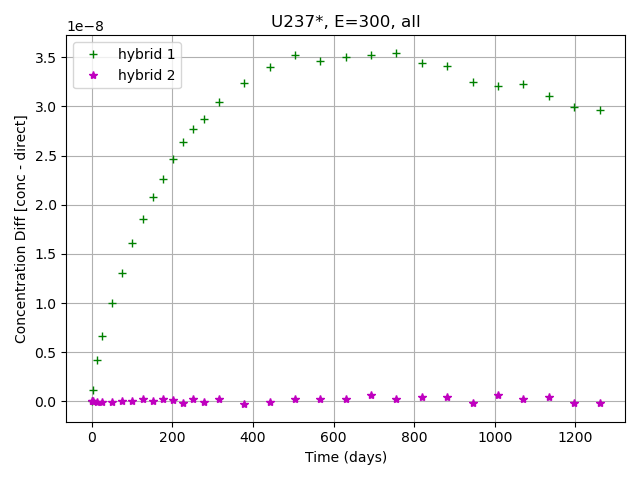 U237*, E=300, all
1e−8
hybrid 1
hybrid 2
3.5
3.0
2.5
2.0
1.5
1.0
0.5
0.0
Concentration Diff [conc - direct]
0 200 400 600 800 1000 1200
Time (days)